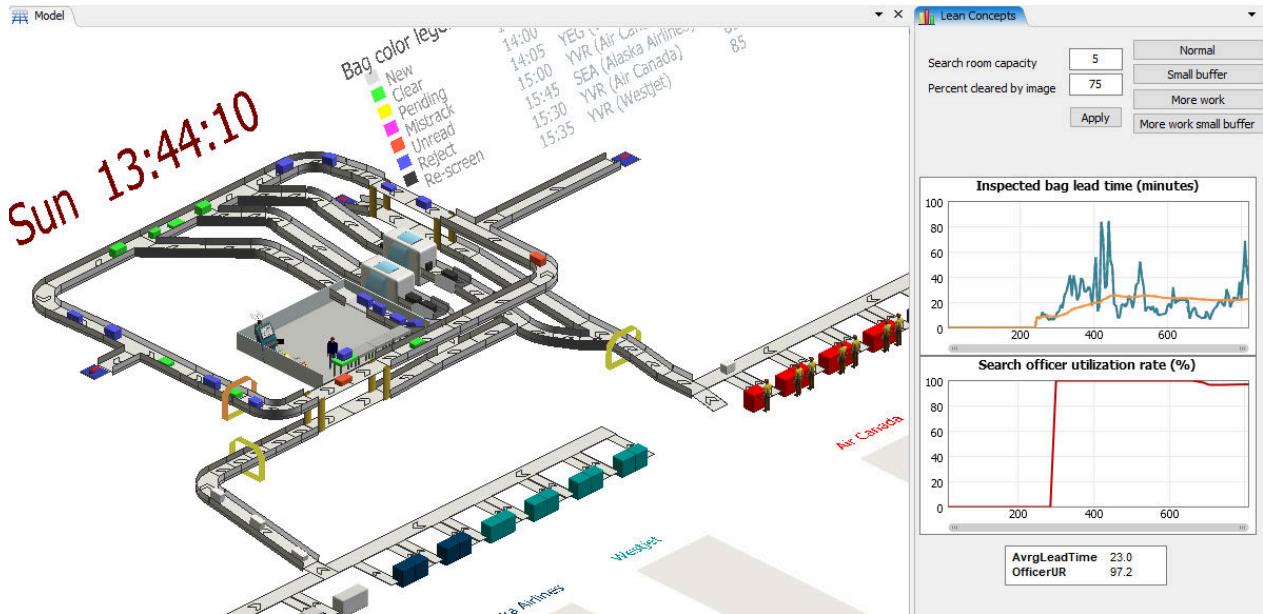 Model
Sun 13:44:10
Bag color
New
Clear
Pending
Mistrack
Unread
Reject
Re-screen
14:00
YEG
14:05 YVR (Air
15:00 SEA (Alaska Airlines)
15:45 YVR (Air Canada) 85
15:30 YVR (Westjet)
15:35
Air Canada
Westjet
Airlines
Lean Concepts
Search room capacity 5
Percent cleared by image 75
Apply
Normal
Small buffer
More work
More work small buffer
Inspected bag lead time (minutes)
100
80
60
40
20
0
200 400 600
Search officer utilization rate (%)
100
80
60
40
20
0
200 400 600
AvrgLeadTime 23.0
OfficerUR 97.2